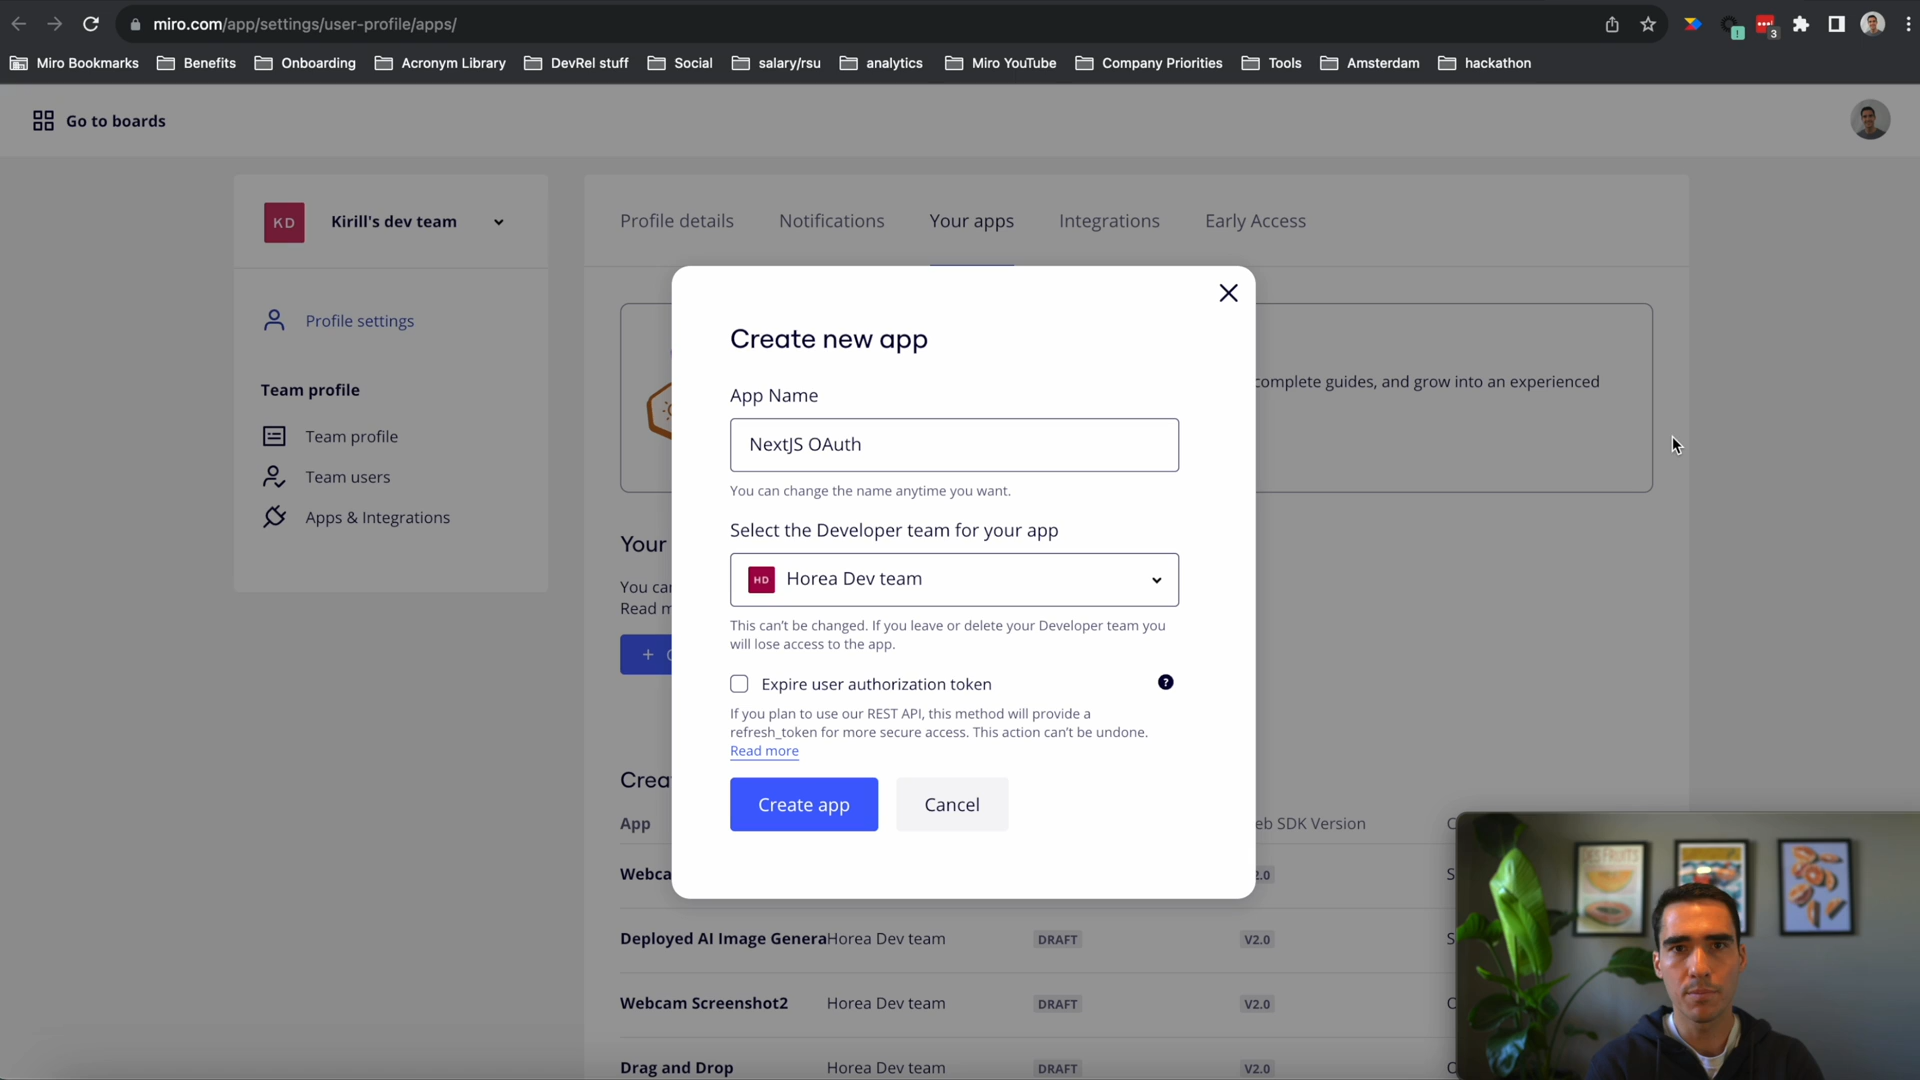 miro.com/app/settings/user-profile/apps/
3
Miro Bookmarks
Benefits
Onboarding
Acronym Library
DevRel stuff
Social
salary/rsu
analytics
Miro YouTube
Company Priorities
Tools
Amsterdam
hackathon
Go to boards
KD
Kirill's dev team
Profile settings
Team profile
Team profile
Team users
Apps & Integrations
Profile details
Notifications
Your apps
Integrations
Early Access
complete guides, and grow into an experienced
Your
You can
Read m
+
Create new app
App Name
NextJS OAuth
You can change the name anytime you want.
Select the Developer team for your app
HD
Horea Dev team
This can't be changed. If you leave or delete your Developer team you
will lose access to the app.
Expire user authorization token
?
If you plan to use our REST API, this method will provide a
refresh_token for more secure access. This action can't be undone.
Read more
Create app
Cancel
Crea
App
eb SDK Version
Webca
2.0
Deployed AI Image Genera
Horea Dev team
DRAFT
V2.0
Webcam Screenshot2
Horea Dev team
DRAFT
V2.0
Drag and Drop
Horea Dev team
DRAFT
V2.0